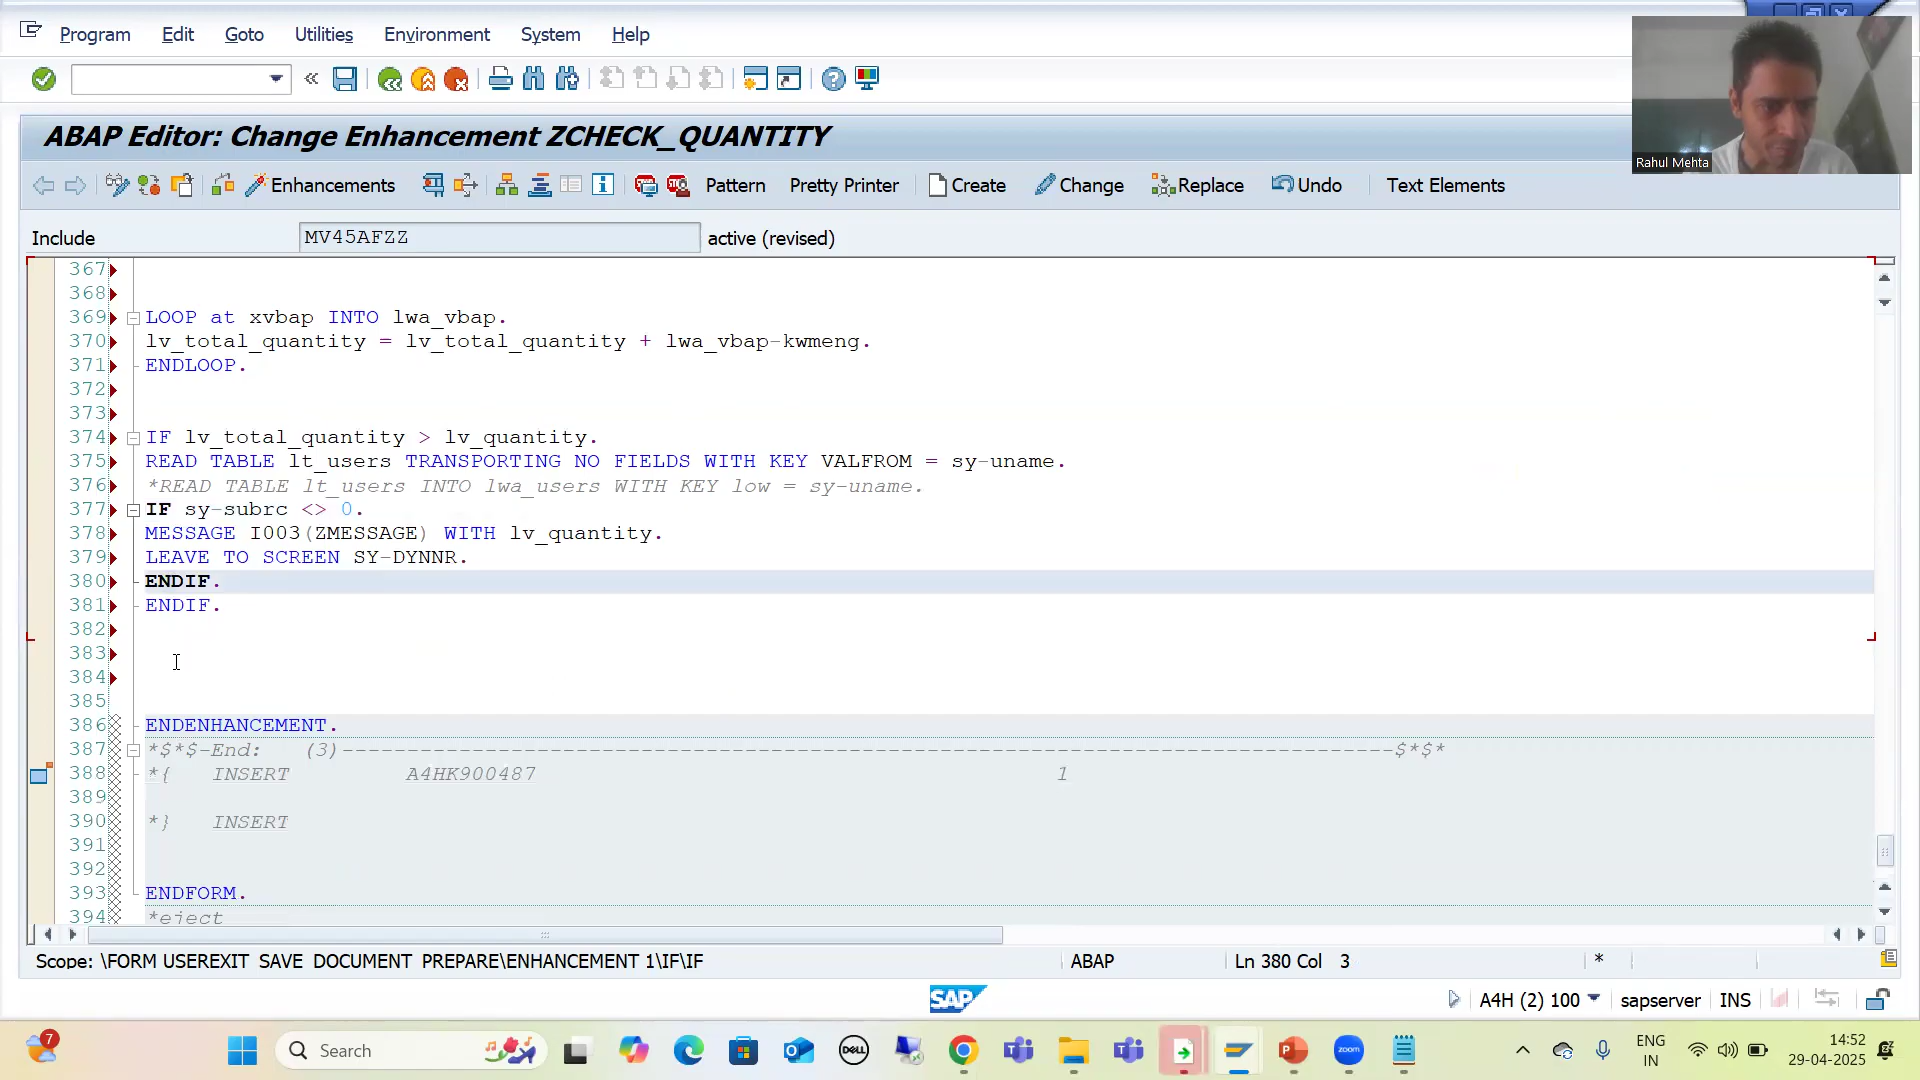 Program Edit Goto Utilities Environment System Help
ABAP Editor: Change Enhancement ZCHECK_QUANTITY
Enhancements Pattern Pretty Printer Create Change Replace Undo Text Elements
Rahul Mehta
Include MV45AFZZ active (revised)
367
368
369 LOOP at xvbap INTO lwa_vbap.
370 lv_total_quantity = lv_total_quantity + lwa_vbap-kwmeng.
371 ENDLOOP.
372
373
374 IF lv_total_quantity > lv_quantity.
375 READ TABLE lt_users TRANSPORTING NO FIELDS WITH KEY VALFROM = sy-uname.
376 *READ TABLE lt_users INTO lwa_users WITH KEY low = sy-uname.
377 IF sy-subrc <> 0.
378 MESSAGE I003(ZMESSAGE) WITH lv_quantity.
379 LEAVE TO SCREEN SY-DYNNR.
380 ENDIF.
381 ENDIF.
382
383
384
385
386 ENDENHANCEMENT.
387 *$*$-End: (3)---------------------------------------------------------------------------------$*$*
388 *{ INSERT A4HK900487 1
389
390 *} INSERT
391
392
393 ENDFORM.
394 *eject
Scope: \FORM USEREXIT_SAVE_DOCUMENT_PREPARE\ENHANCEMENT 1\IF\IF ABAP Ln 380 Col 3 *
SAP A4H (2) 100 sapserver INS
7 Search DELL zoom ENG IN 14:52 29-04-2025